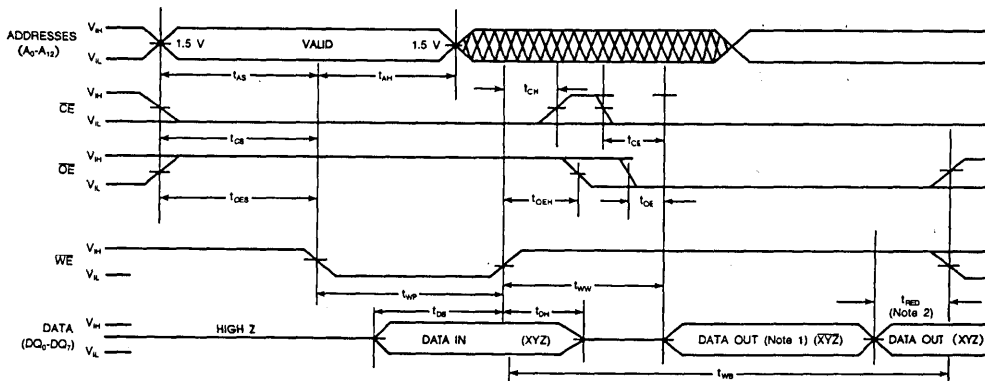 ADDRESSES
(A0-A12)
VIH
VIL
1.5 V
VALID
1.5 V
tAS
tAH
tCH
CE
VIH
VIL
tCS
tCE
OE
VIH
VIL
tOES
tOEH
tOE
WE
VIH
VIL
tWP
tWW
tRED
(Note 2)
tDS
tDH
DATA
(DQ0-DQ7)
VIH
VIL
HIGH Z
DATA IN (XYZ)
DATA OUT (Note 1) (XYZ)
DATA OUT (XYZ)
tWB